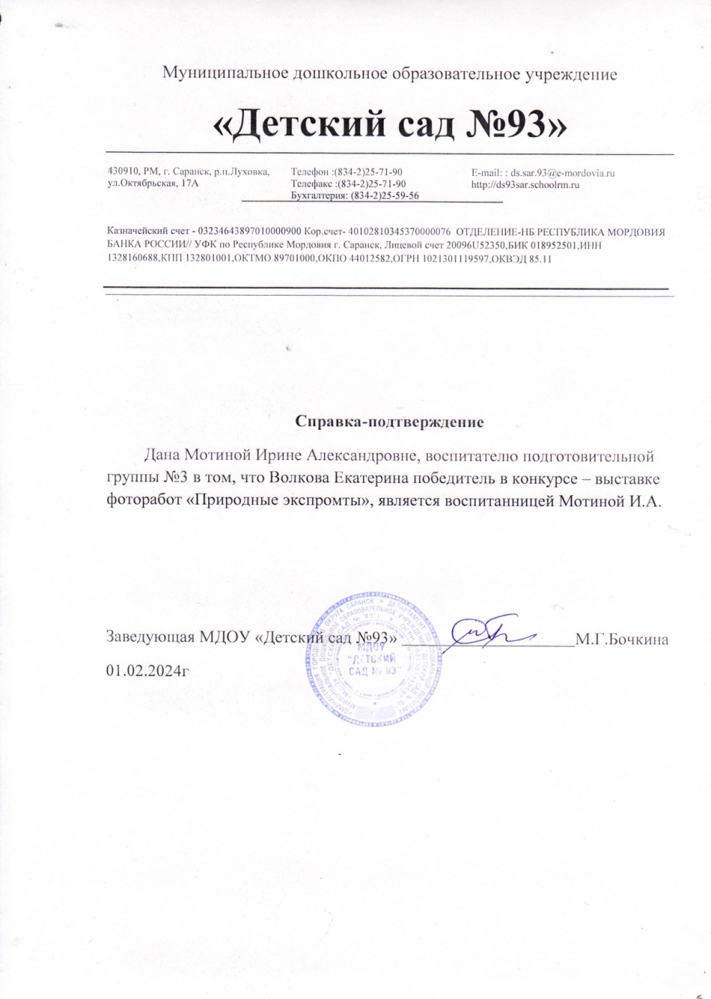 Муниципальное дошкольное образовательное учреждение
«Детский сад №93»
430910, РМ, г. Саранск, р.п.Луховка,
ул.Октябрьская, 17А
Телефон :(834-2)25-71-90
Телефакс :(834-2)25-71-90
Бухгалтерия: (834-2)25-59-56
E-mail: : ds.sar.93@e-mordovia.ru
http://ds93sar.schoolrm.ru
Казначейский счет - 03234643897010000900 Кор.счет- 40102810345370000076 ОТДЕЛЕНИЕ-НБ РЕСПУБЛИКА МОРДОВИЯ
БАНКА РОССИИ// УФК по Республике Мордовия г. Саранск, Лицевой счет 20096U52350,БИК 018952501,ИНН
1328160688,КПП 132801001,ОКТМО 89701000,ОКПО 44012582,ОГРН 1021301119597,ОКВЭД 85.11
Справка-подтверждение
Дана Мотиной Ирине Александровне, воспитателю подготовительной
группы №3 в том, что Волкова Екатерина победитель в конкурсе – выставке
фоторабот «Природные экспромты», является воспитанницей Мотиной И.А.
Заведующая МДОУ «Детский сад №93» ____________________М.Г.Бочкина
01.02.2024г
МДОУ
"ДЕТСКИЙ
САД № 93"